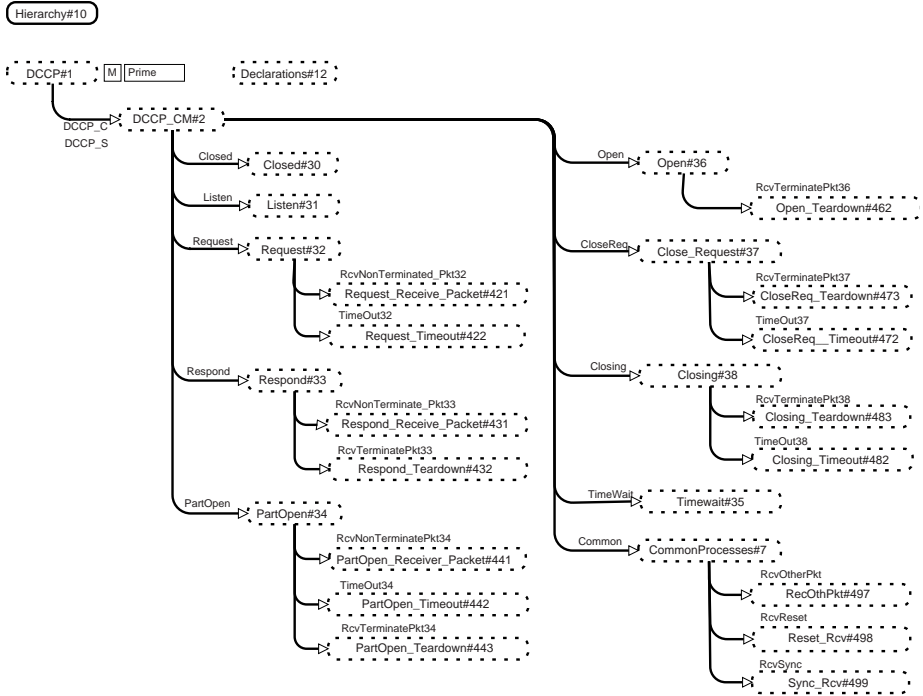 Hierarchy#10
DCCP#1
M
Prime
Declarations#12
DCCP_C
DCCP_S
DCCP_CM#2
Closed
Closed#30
Listen
Listen#31
Request
Request#32
RcvNonTerminated_Pkt32
Request_Receive_Packet#421
TimeOut32
Request_Timeout#422
Respond
Respond#33
RcvNonTerminate_Pkt33
Respond_Receive_Packet#431
RcvTerminatePkt33
Respond_Teardown#432
PartOpen
PartOpen#34
RcvNonTerminatePkt34
PartOpen_Receiver_Packet#441
TimeOut34
PartOpen_Timeout#442
RcvTerminatePkt34
PartOpen_Teardown#443
Open
Open#36
RcvTerminatePkt36
Open_Teardown#462
CloseReq
Close_Request#37
RcvTerminatePkt37
CloseReq_Teardown#473
TimeOut37
CloseReq__Timeout#472
Closing
Closing#38
RcvTerminatePkt38
Closing_Teardown#483
TimeOut38
Closing_Timeout#482
TimeWait
Timewait#35
Common
CommonProcesses#7
RcvOtherPkt
RecOthPkt#497
RcvReset
Reset_Rcv#498
RcvSync
Sync_Rcv#499